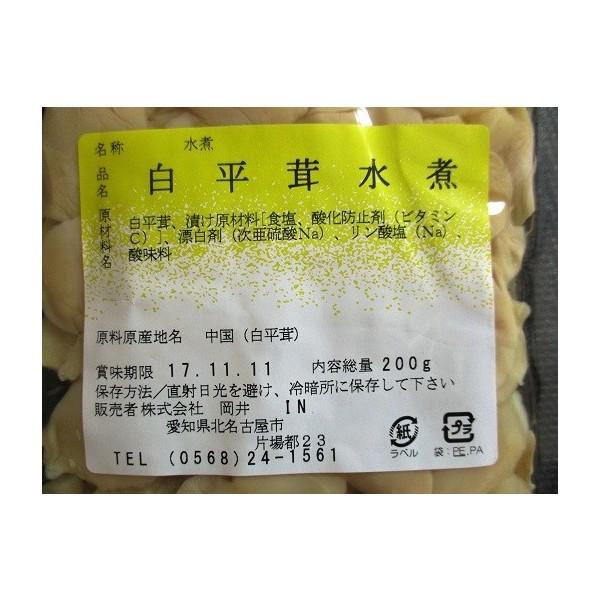 名称 水煮
品名 白平茸水煮
原材料名 白平茸、漬け原材料[食塩、酸化防止剤(ビタミン
C)]、漂白剤(次亜硫酸Na)、リン酸塩(Na)、
酸味料
原料原産地名 中国(白平茸)
賞味期限 17.11.11 内容総量 200g
保存方法/直射日光を避け、冷暗所に保存して下さい
販売者 株式会社 岡井 IN
愛知県北名古屋市
片場都23
TEL (0568)24-1561
紙 プラ
ラベル 袋:PE.PA